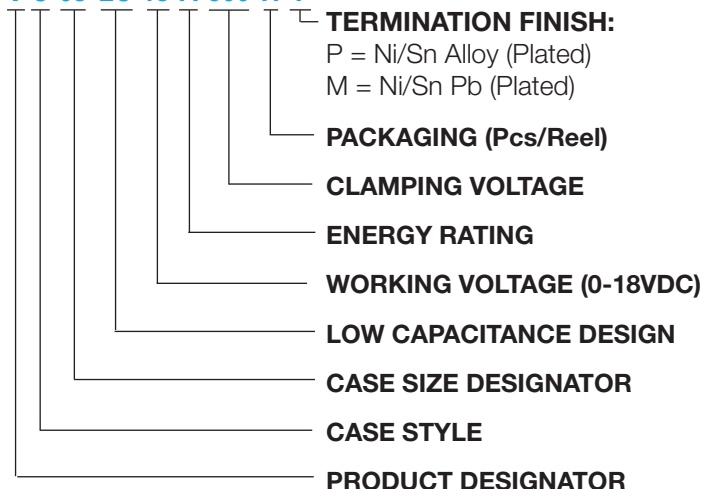 TERMINATION FINISH:
P = Ni/Sn Alloy (Plated)
M = Ni/Sn Pb (Plated)
PACKAGING (Pcs/Reel)
CLAMPING VOLTAGE
ENERGY RATING
WORKING VOLTAGE (0-18VDC)
LOW CAPACITANCE DESIGN
CASE SIZE DESIGNATOR
CASE STYLE
PRODUCT DESIGNATOR